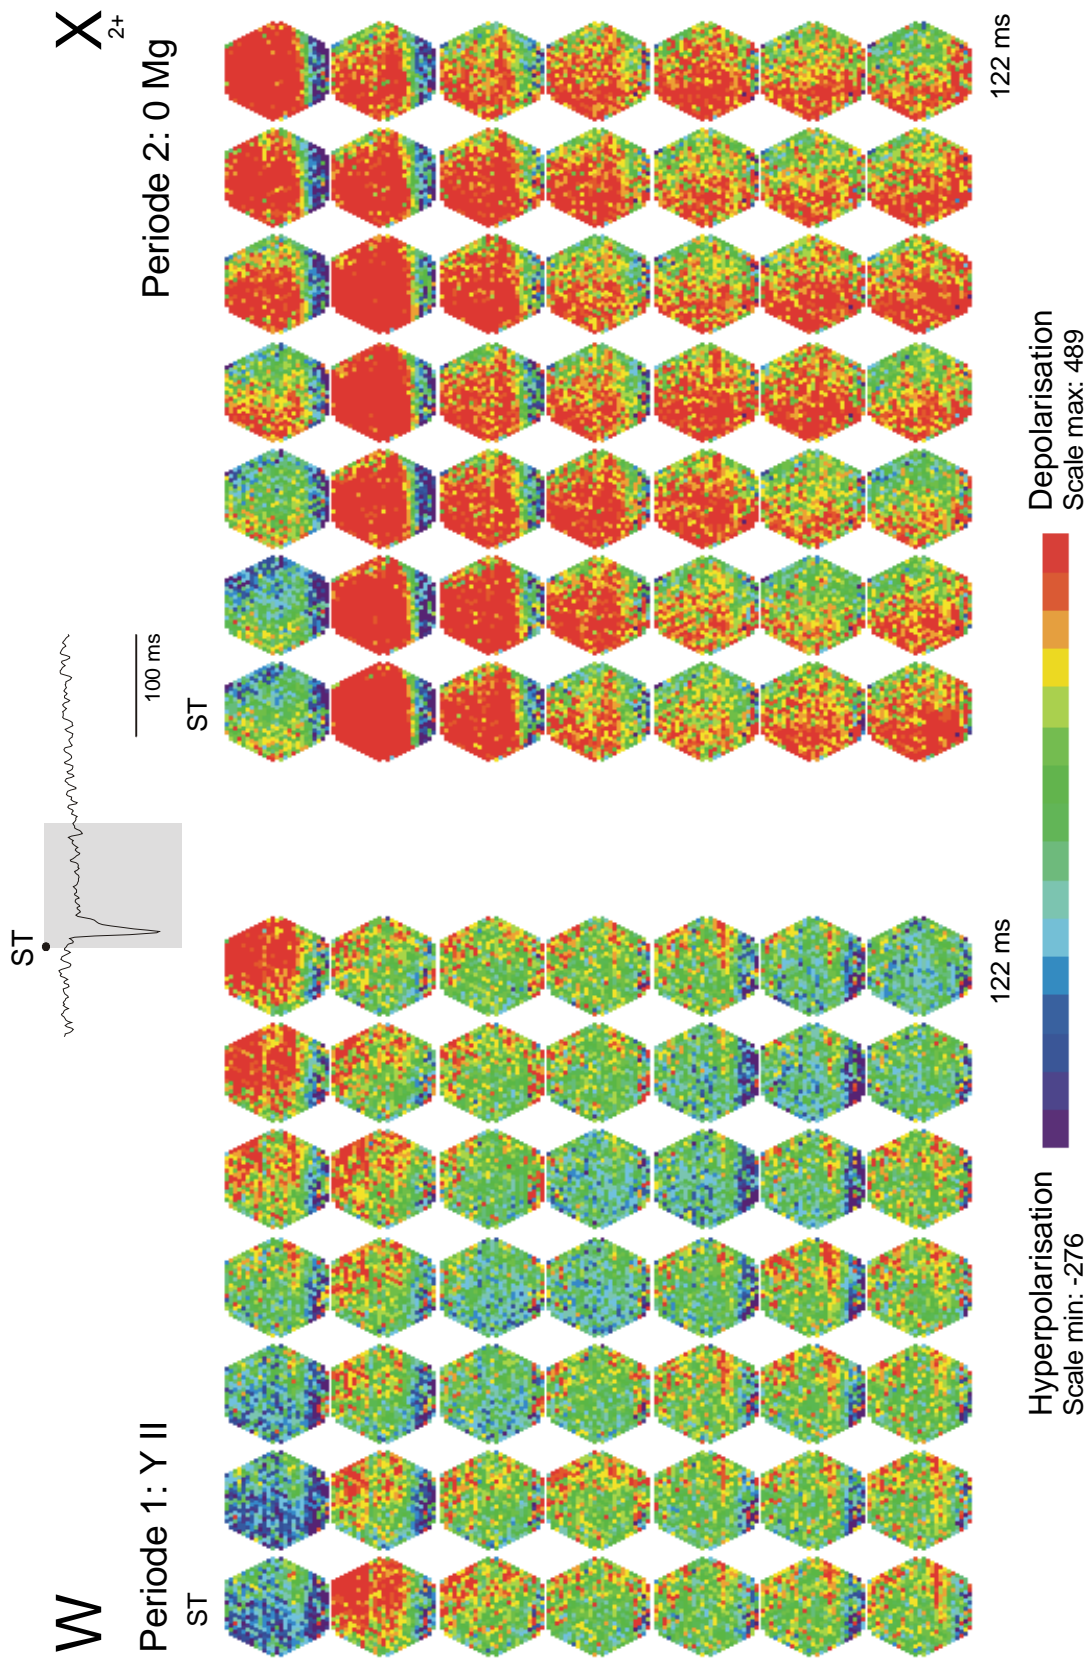 W
Periode 1: Y II
ST
122 ms
ST
100 ms
X
Periode 2: 0 Mg 2+
ST
122 ms
Hyperpolarisation
Scale min: -276
Depolarisation
Scale max: 489